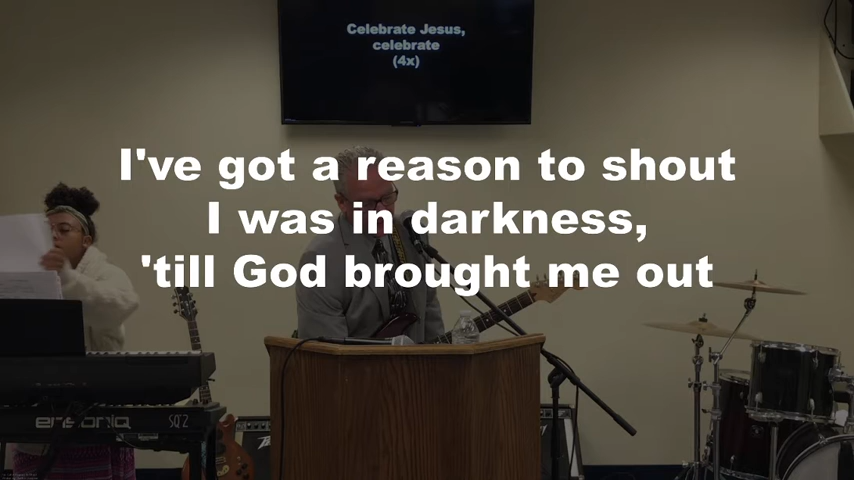 Celebrate Jesus,
celebrate
(4x)
I've got a reason to shout
I was in darkness,
'till God brought me out
ensoniq SQ2